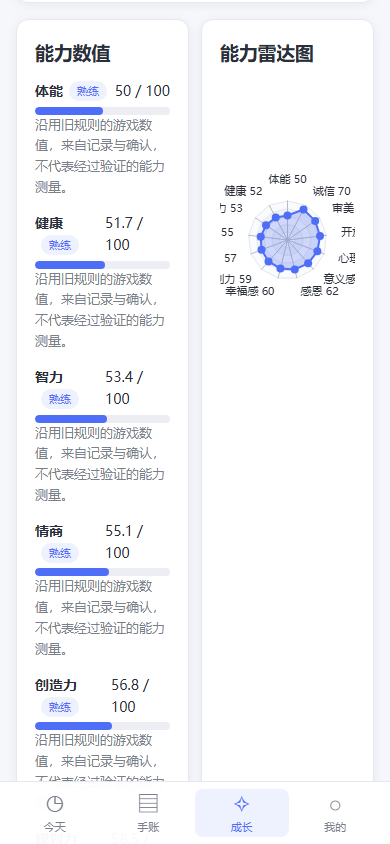 能力数值
体能 熟练 50 / 100
沿用旧规则的游戏数
值，来自记录与确认，
不代表经过验证的能力
测量。
健康 51.7 /
熟练 100
沿用旧规则的游戏数
值，来自记录与确认，
不代表经过验证的能力
测量。
智力 53.4 /
熟练 100
沿用旧规则的游戏数
值，来自记录与确认，
不代表经过验证的能力
测量。
情商 55.1 /
熟练 100
沿用旧规则的游戏数
值，来自记录与确认，
不代表经过验证的能力
测量。
创造力 56.8 /
熟练 100
沿用旧规则的游戏数
值，来自记录与确认，
能力雷达图
体能 50
健康 52
诚信 70
力 53
审美
55
57
心理
力 59
意义感
幸福感 60
感恩 62
今天
手账
成长
我的